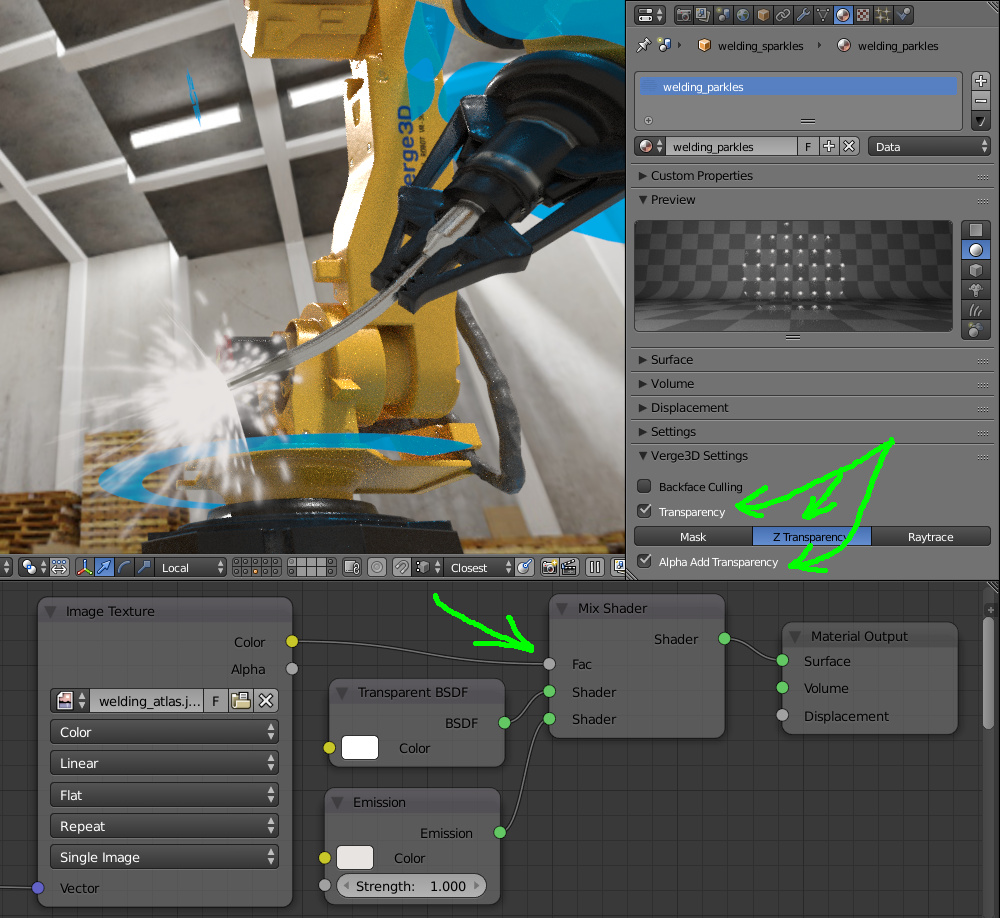 erge3D
welding_sparkles
welding_parkles
welding_parkles
welding_parkles
F
Data
Custom Properties
Preview
Surface
Volume
Displacement
Settings
Verge3D Settings
Backface Culling
Transparency
Mask
Z Transparency
Raytrace
Alpha Add Transparency
Local
Closest
Image Texture
Color
Alpha
welding_atlas.j...
F
Color
Linear
Flat
Repeat
Single Image
Vector
Transparent BSDF
BSDF
Color
Emission
Emission
Color
Strength: 1.000
Mix Shader
Shader
Fac
Shader
Shader
Material Output
Surface
Volume
Displacement